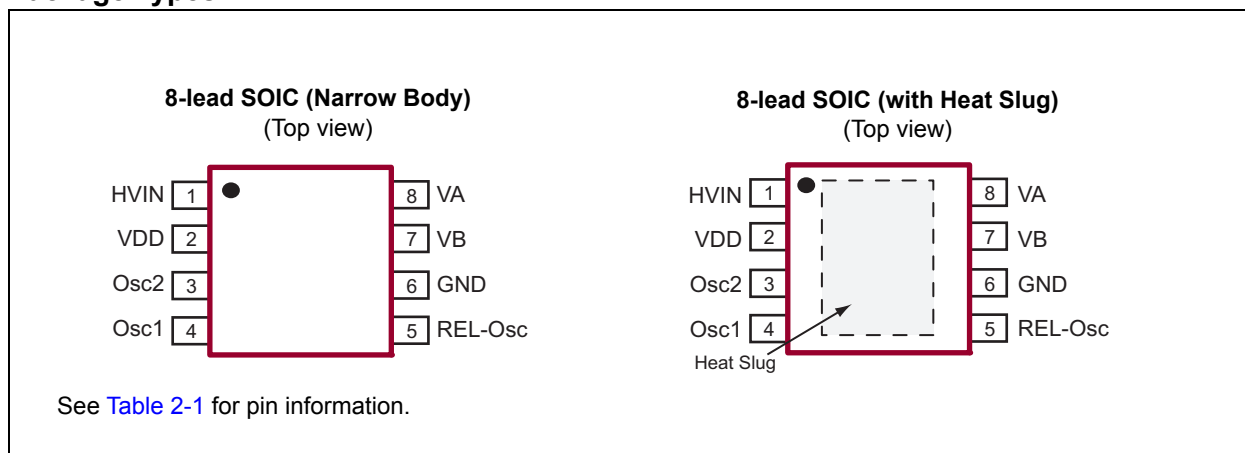 8-lead SOIC (Narrow Body)
(Top view)
HVIN 1
8 VA
VDD 2
7 VB
Osc2 3
6 GND
Osc1 4
5 REL-Osc
8-lead SOIC (with Heat Slug)
(Top view)
HVIN 1
8 VA
VDD 2
7 VB
Osc2 3
6 GND
Osc1 4
5 REL-Osc
Heat Slug
See Table 2-1 for pin information.